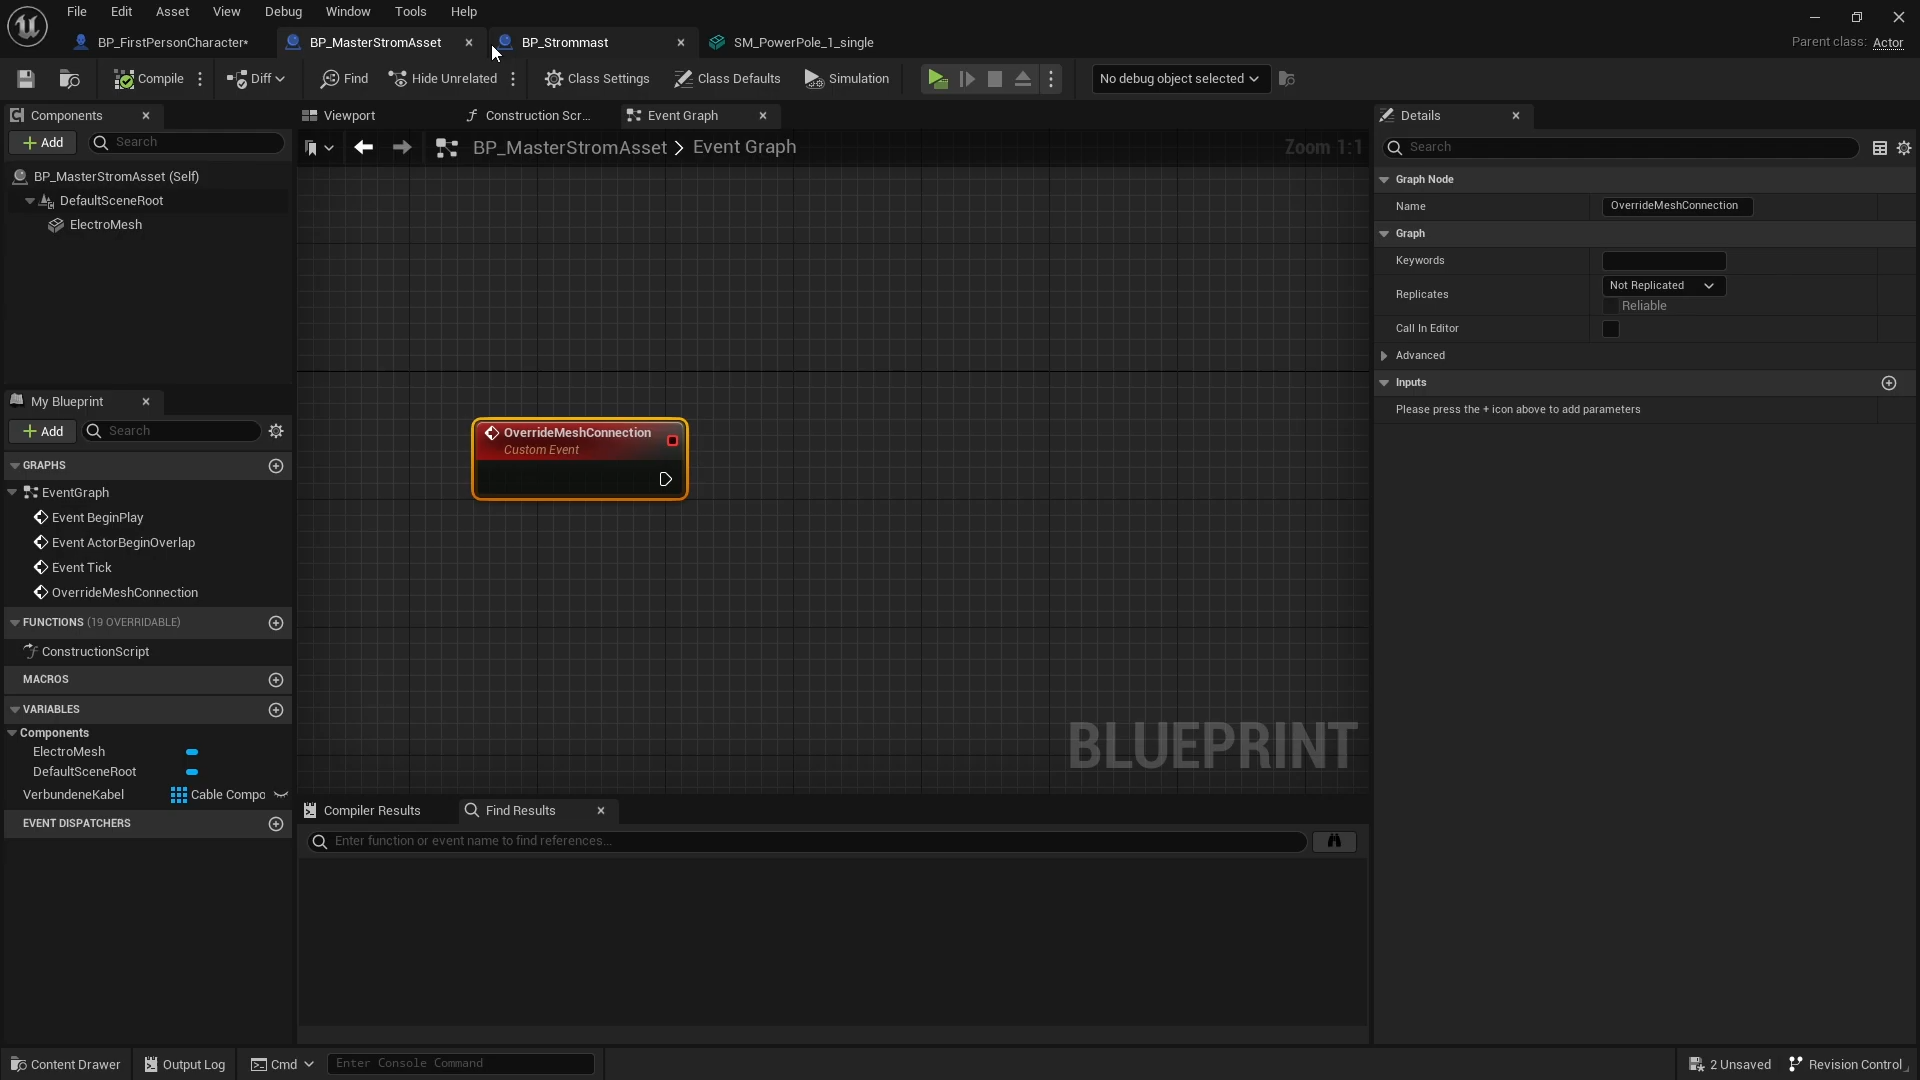 File Edit Asset View Debug Window Tools Help
BP_FirstPersonCharacter* BP_MasterStromAsset BP_Strommast SM_PowerPole_1_single Parent class: Actor
Compile Diff Find Hide Unrelated Class Settings Class Defaults Simulation No debug object selected
Components
Add Search
BP_MasterStromAsset (Self)
DefaultSceneRoot
ElectroMesh
My Blueprint
Add Search
GRAPHS
EventGraph
Event BeginPlay
Event ActorBeginOverlap
Event Tick
OverrideMeshConnection
FUNCTIONS (19 OVERRIDABLE)
ConstructionScript
MACROS
VARIABLES
Components
ElectroMesh
DefaultSceneRoot
VerbundeneKabel Cable Compo
EVENT DISPATCHERS
Viewport Construction Scr... Event Graph
BP_MasterStromAsset > Event Graph Zoom 1:1
OverrideMeshConnection
Custom Event
BLUEPRINT
Compiler Results Find Results
Enter function or event name to find references...
Details
Search
Graph Node
Name OverrideMeshConnection
Graph
Keywords
Replicates Not Replicated
Reliable
Call In Editor
Advanced
Inputs
Please press the + icon above to add parameters
Content Drawer Output Log Cmd Enter Console Command 2 Unsaved Revision Control